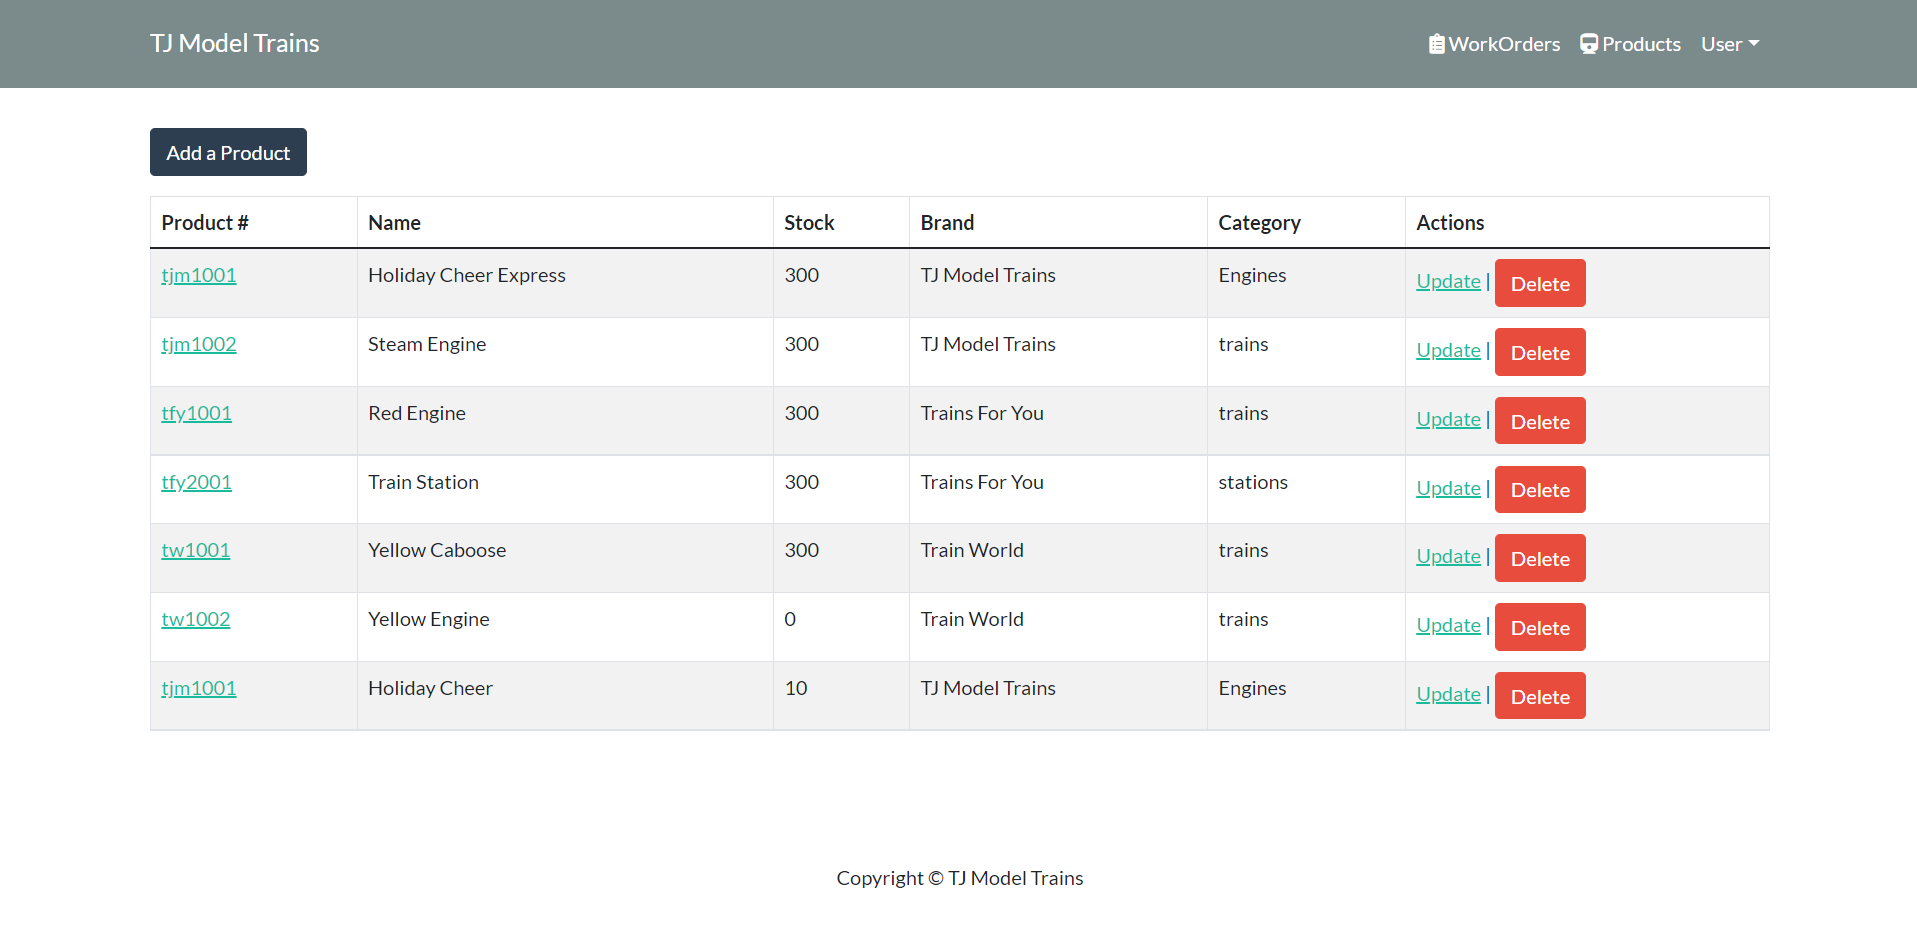 TJ Model Trains WorkOrders Products User
Add a Product
Product # Name Stock Brand Category Actions
tjm1001 Holiday Cheer Express 300 TJ Model Trains Engines Update | Delete
tjm1002 Steam Engine 300 TJ Model Trains trains Update | Delete
tfy1001 Red Engine 300 Trains For You trains Update | Delete
tfy2001 Train Station 300 Trains For You stations Update | Delete
tw1001 Yellow Caboose 300 Train World trains Update | Delete
tw1002 Yellow Engine 0 Train World trains Update | Delete
tjm1001 Holiday Cheer 10 TJ Model Trains Engines Update | Delete
Copyright © TJ Model Trains